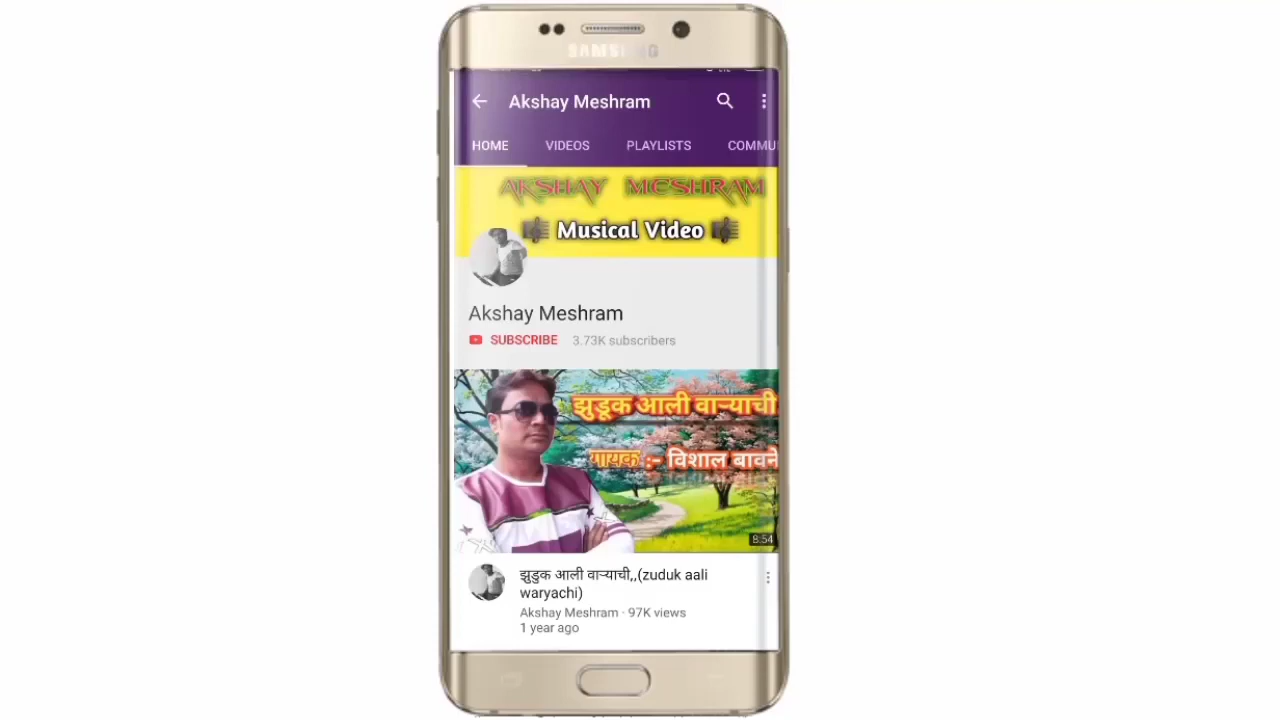 SAMSUNG
Akshay Meshram
HOME VIDEOS PLAYLISTS COMMU
AKSHAY MESHRAM
Musical Video
Akshay Meshram
SUBSCRIBE 3.73K subscribers
झुडूक आली वाऱ्याची
गायक :- विशाल बावने
8:54
झुडुक आली वाऱ्याची,,(zuduk aali
waryachi)
Akshay Meshram · 97K views
1 year ago